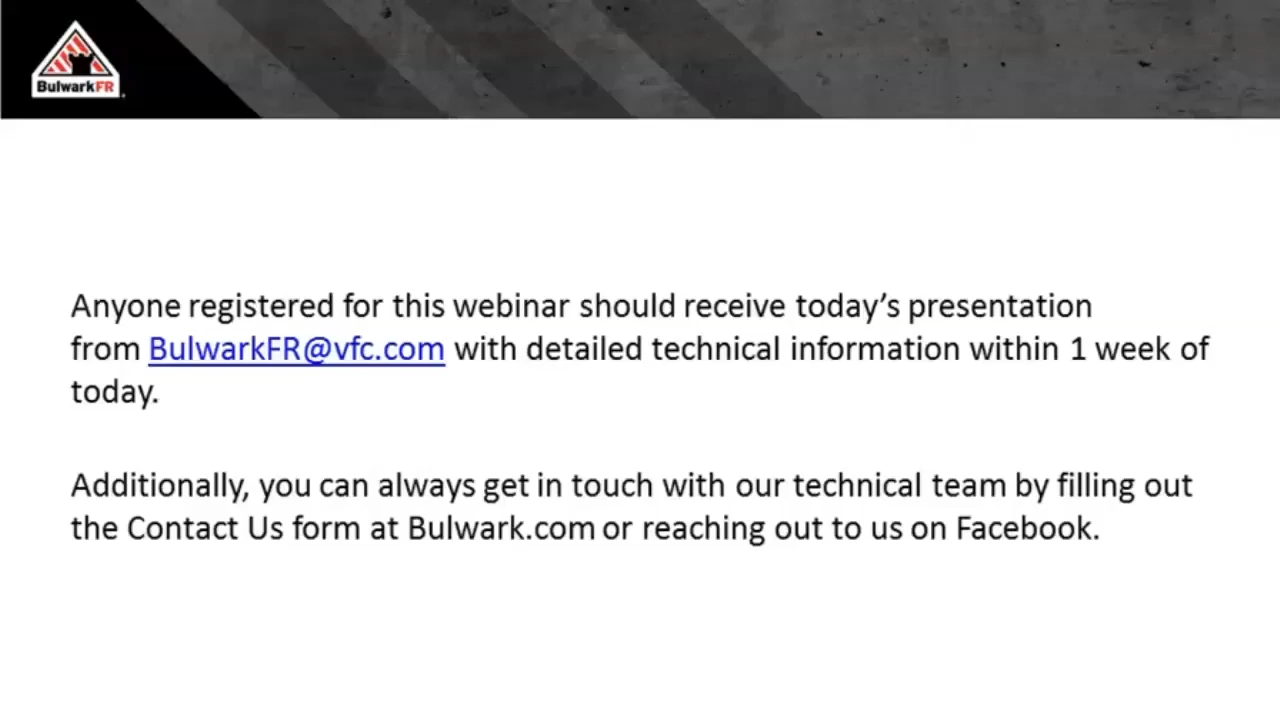 BulwarkFR
Anyone registered for this webinar should receive today’s presentation
from BulwarkFR@vfc.com with detailed technical information within 1 week of
today.
Additionally, you can always get in touch with our technical team by filling out
the Contact Us form at Bulwark.com or reaching out to us on Facebook.